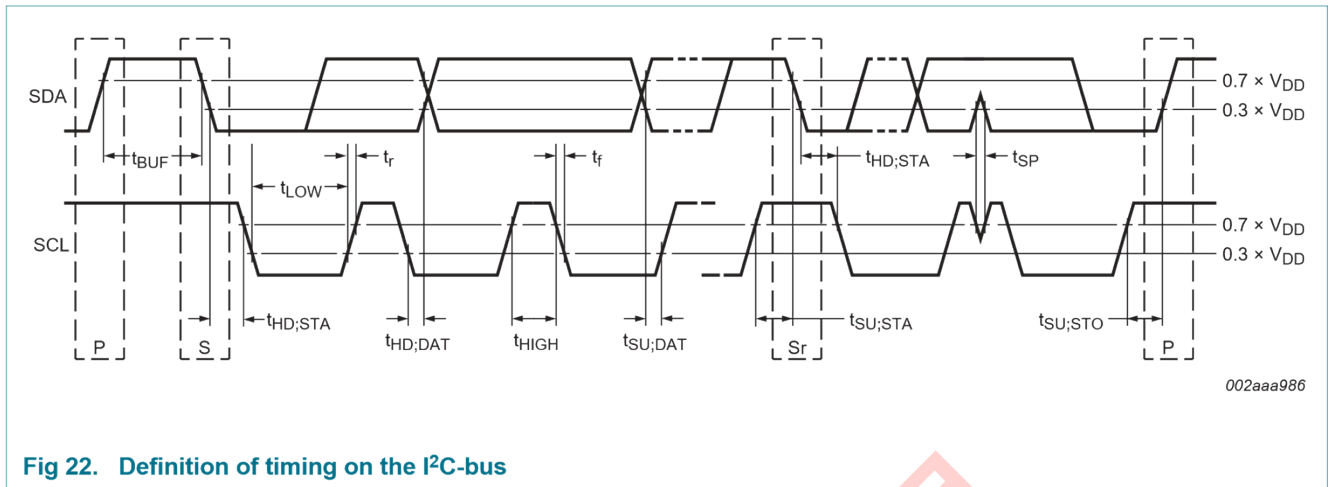 SDA
0.7 × VDD
0.3 × VDD
tBUF
tr
tf
tHD;STA
tSP
tLOW
SCL
0.7 × VDD
0.3 × VDD
tHD;STA
tHD;DAT
tHIGH
tSU;DAT
tSU;STA
tSU;STO
P
S
Sr
P
002aaa986
Fig 22. Definition of timing on the I²C-bus